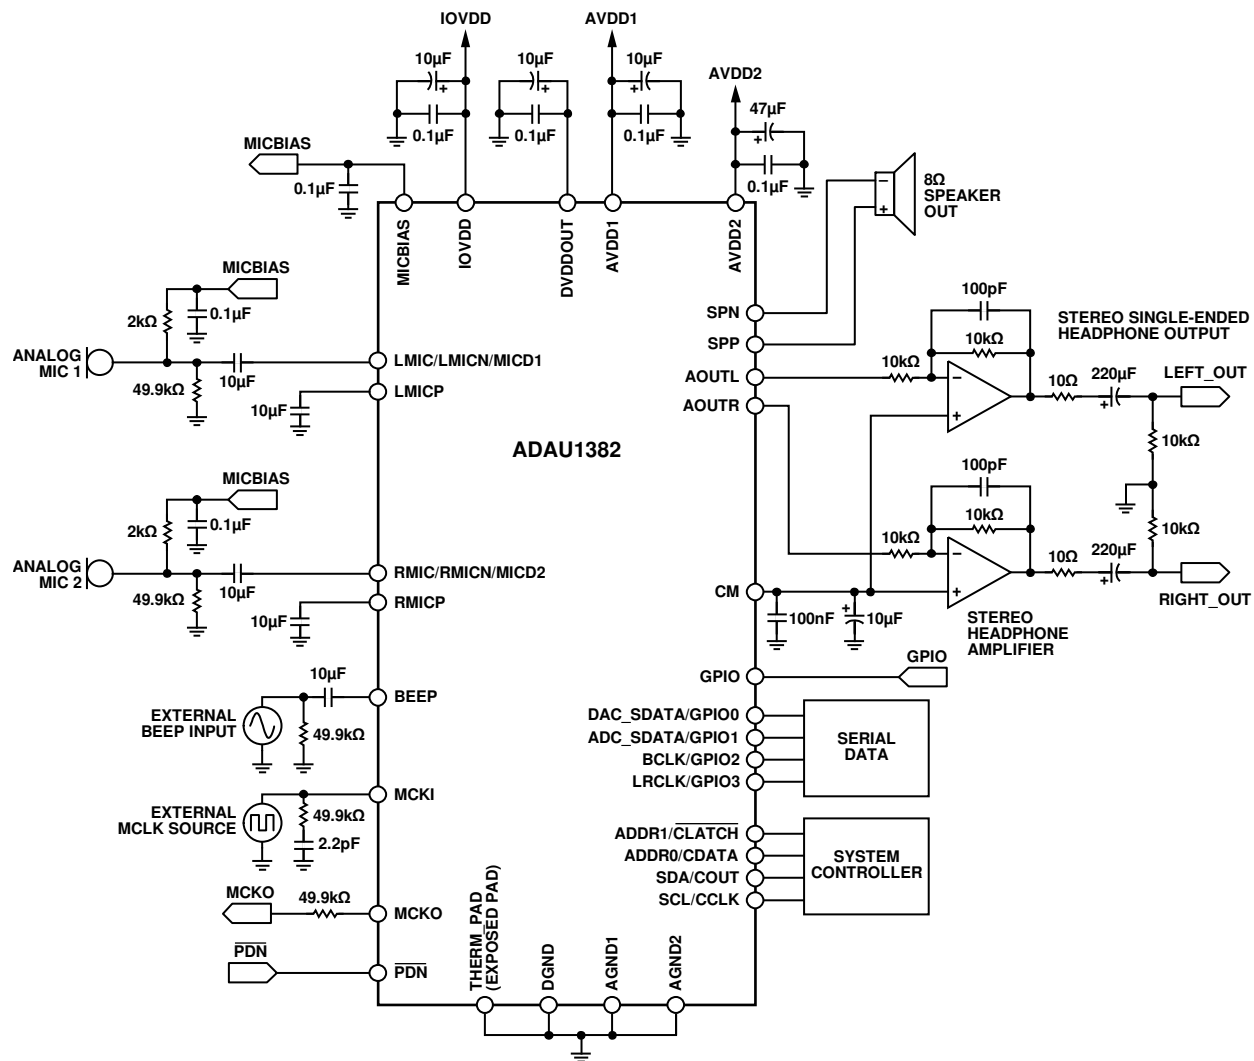 IOVDD
AVDD1
AVDD2
10µF
+
0.1µF
10µF
+
0.1µF
10µF
+
0.1µF
47µF
+
0.1µF
MICBIAS
0.1µF
8Ω
SPEAKER
OUT
−
+
MICBIAS
IOVDD
DVDDOUT
AVDD1
AVDD2
MICBIAS
0.1µF
2kΩ
ANALOG
MIC 1
49.9kΩ
10µF
LMIC/LMICN/MICD1
10µF
LMICP
MICBIAS
0.1µF
2kΩ
ANALOG
MIC 2
49.9kΩ
10µF
RMIC/RMICN/MICD2
10µF
RMICP
ADAU1382
SPN
SPP
AOUTL
AOUTR
100pF
10kΩ
10kΩ
−
+
STEREO SINGLE-ENDED
HEADPHONE OUTPUT
10Ω
220µF
+
LEFT_OUT
10kΩ
100pF
10kΩ
10kΩ
−
+
10Ω
220µF
+
10kΩ
RIGHT_OUT
STEREO
HEADPHONE
AMPLIFIER
CM
100nF
+
10µF
GPIO
GPIO
10µF
BEEP
EXTERNAL
BEEP INPUT
49.9kΩ
MCKI
EXTERNAL
MCLK SOURCE
49.9kΩ
2.2pF
MCKO
49.9kΩ
MCKO
PDN
PDN
DAC_SDATA/GPIO0
ADC_SDATA/GPIO1
BCLK/GPIO2
LRCLK/GPIO3
SERIAL
DATA
ADDR1/CLATCH
ADDR0/CDATA
SDA/COUT
SCL/CCLK
SYSTEM
CONTROLLER
THERM_PAD
(EXPOSED PAD)
DGND
AGND1
AGND2